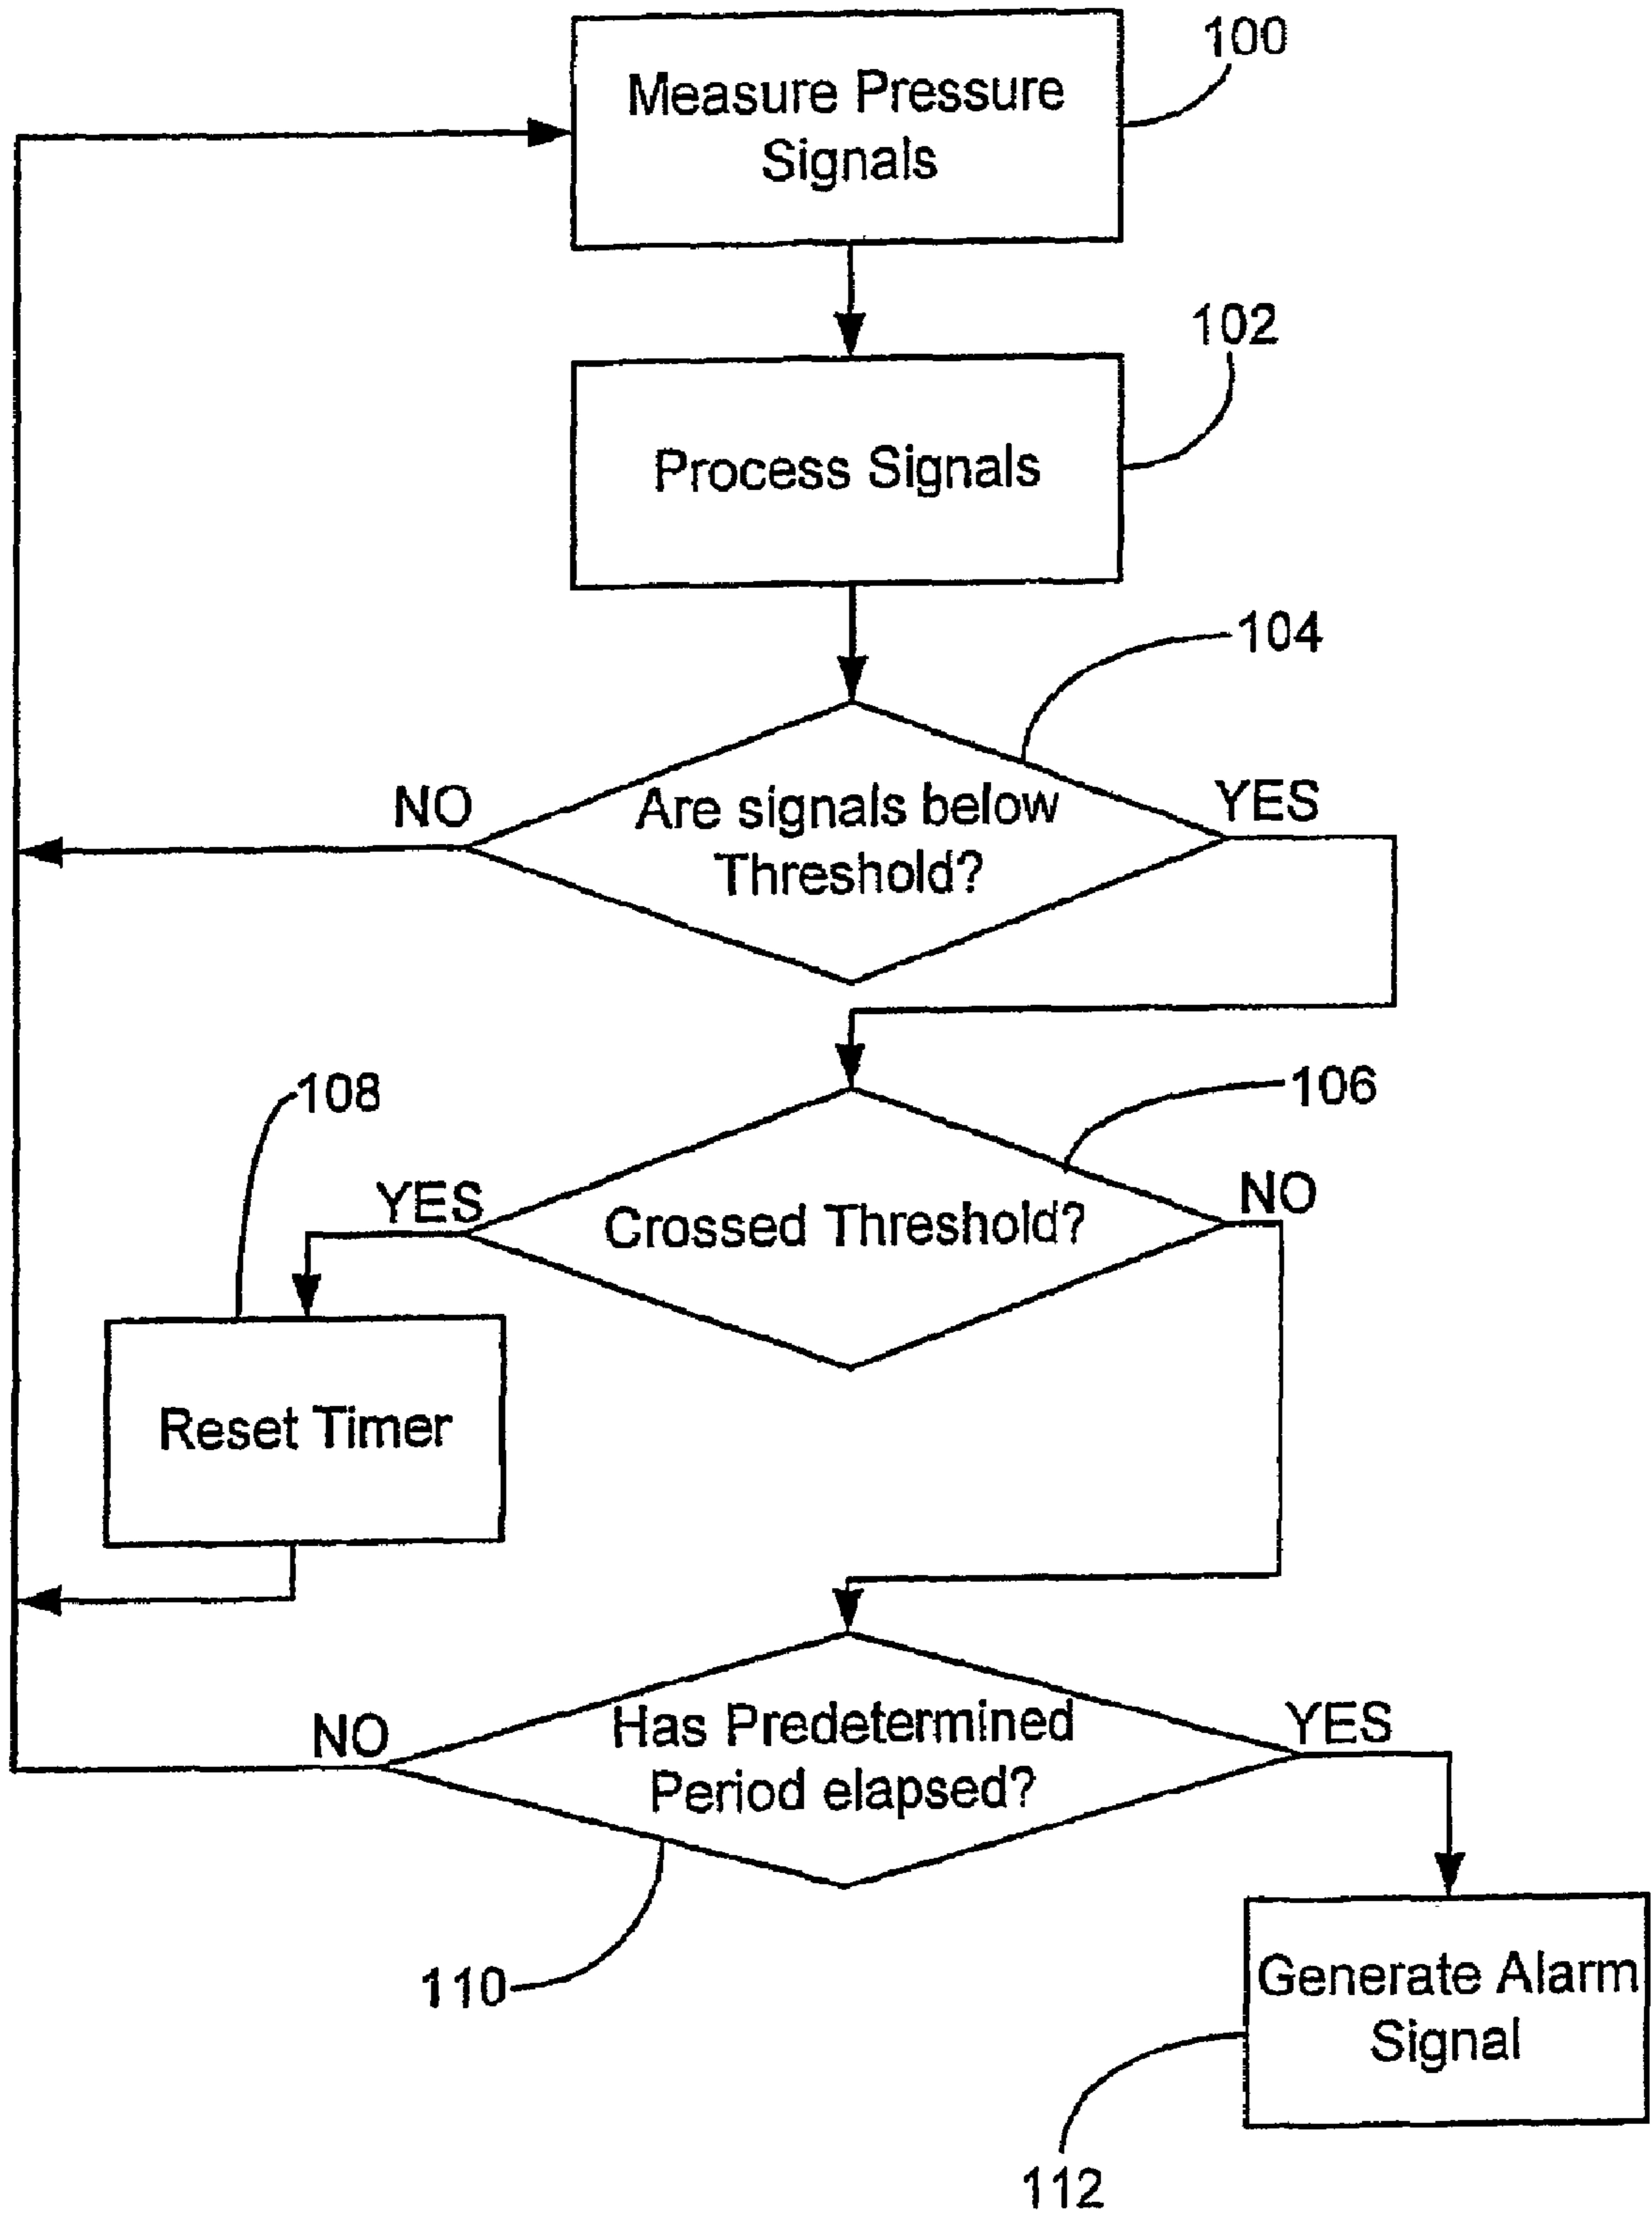 100
Measure Pressure
Signals
102
Process Signals
104
NO
YES
Are signals below
Threshold?
108
106
YES
NO
Crossed Threshold?
Reset Timer
NO
Has Predetermined
YES
Period elapsed?
110
Generate Alarm
Signal
112